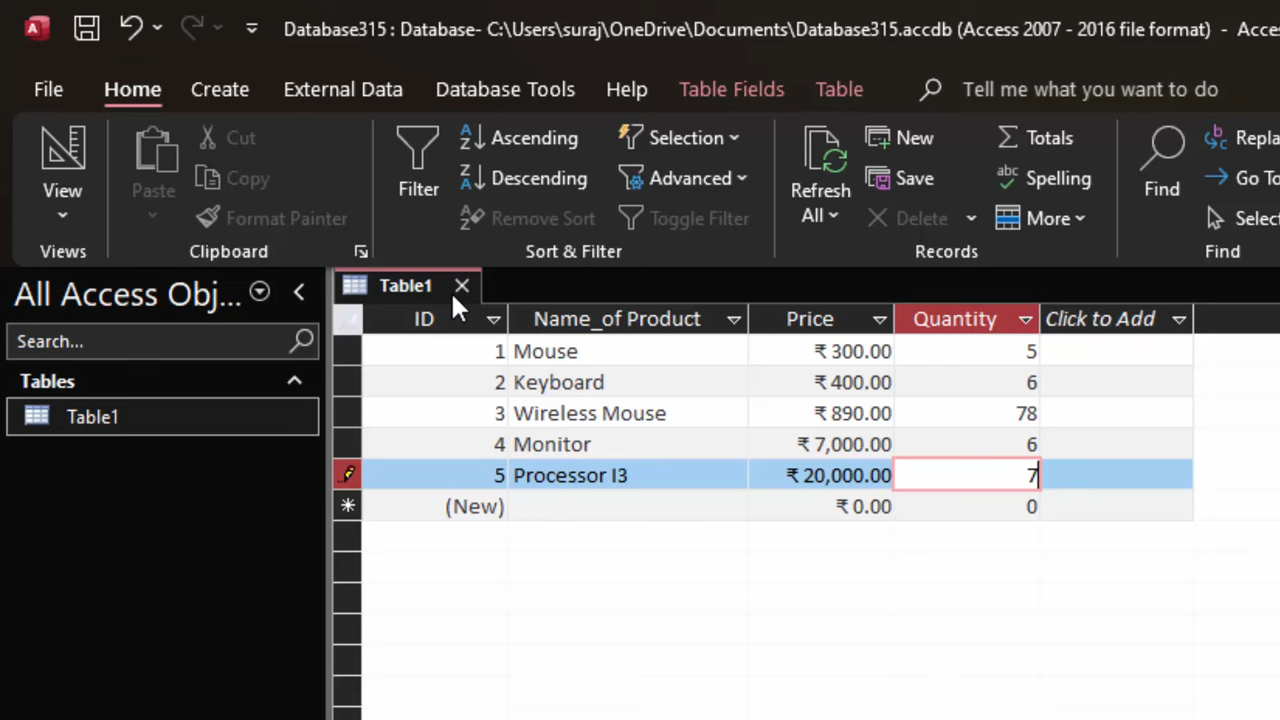 Database315 : Database- C:\Users\suraj\OneDrive\Documents\Database315.accdb (Access 2007 - 2016 file format) -
File Home Create External Data Database Tools Help Table Fields Table Tell me what you want to do
View
Views
Paste
Cut
Copy
Format Painter
Clipboard
Filter
Ascending
Descending
Remove Sort
Selection
Advanced
Toggle Filter
Sort & Filter
Refresh
All
New
Save
Delete
Totals
Spelling
More
Records
Find
Go To
Find
All Access Obj...
Search...
Tables
Table1
Table1
ID Name_of Product Price Quantity Click to Add
1 Mouse ₹ 300.00 5
2 Keyboard ₹ 400.00 6
3 Wireless Mouse ₹ 890.00 78
4 Monitor ₹ 7,000.00 6
5 Processor I3 ₹ 20,000.00 7
(New) ₹ 0.00 0